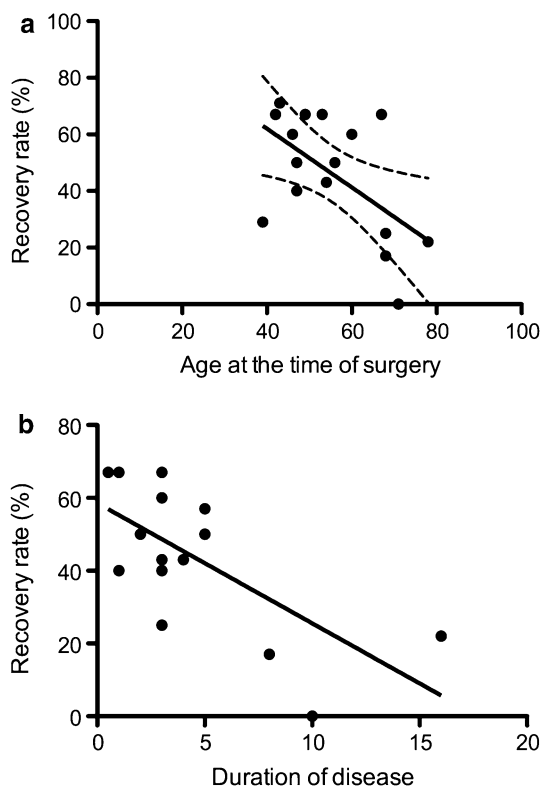 a
Recovery rate (%)
100
80
60
40
20
0
0 20 40 60 80 100
Age at the time of surgery
b
Recovery rate (%)
80
60
40
20
0
0 5 10 15 20
Duration of disease